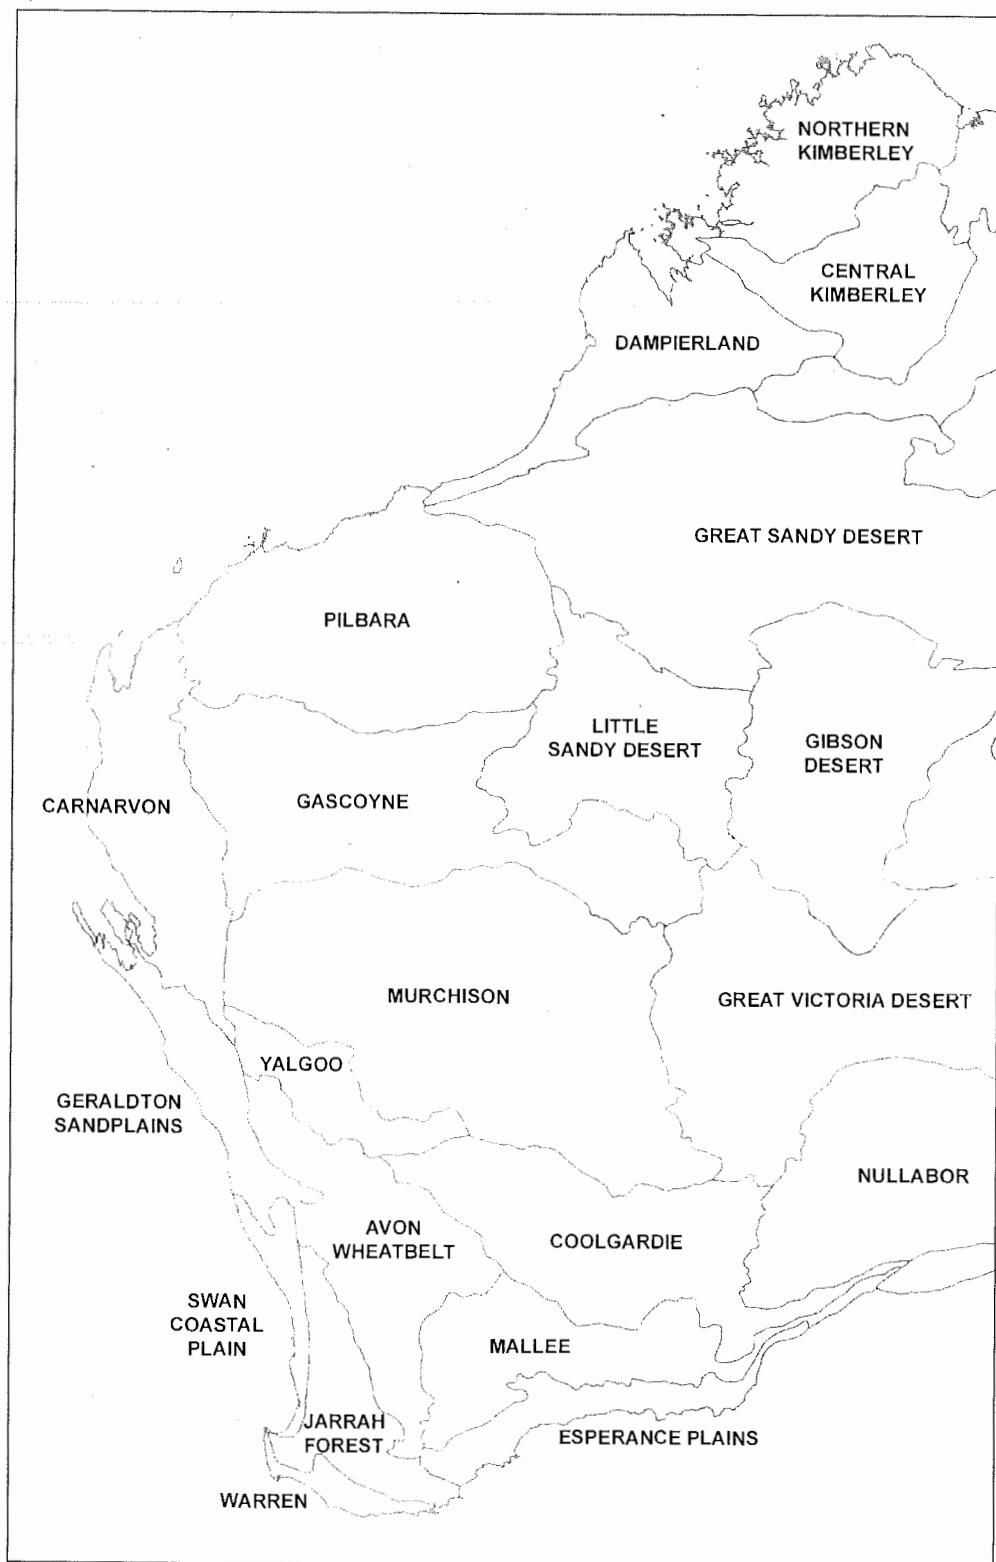 NORTHERN
KIMBERLEY
CENTRAL
KIMBERLEY
DAMPIERLAND
GREAT SANDY DESERT
PILBARA
LITTLE
SANDY DESERT
GIBSON
DESERT
CARNARVON
GASCOYNE
MURCHISON
GREAT VICTORIA DESERT
YALGOO
GERALDTON
SANDPLAINS
NULLABOR
AVON
WHEATBELT
COOLGARDIE
SWAN
COASTAL
PLAIN
MALLEE
JARRAH
FOREST
ESPERANCE PLAINS
WARREN